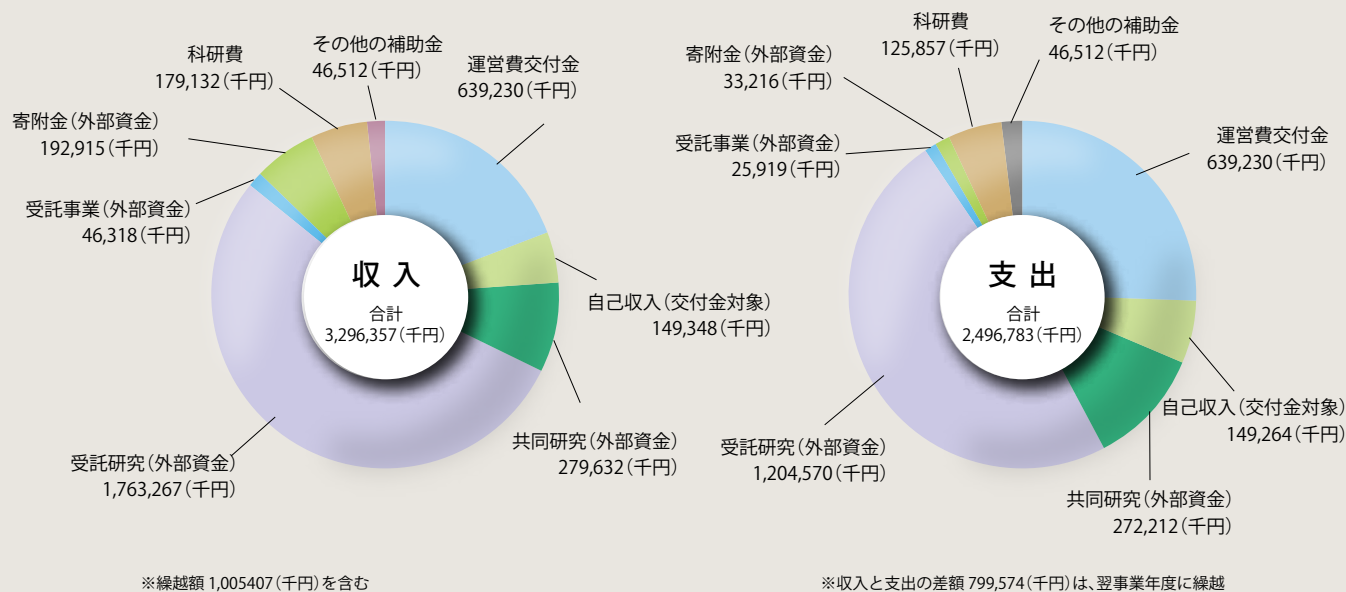 収 入
合計
3,296,357(千円)
運営費交付金
639,230(千円)
自己収入(交付金対象)
149,348(千円)
共同研究(外部資金)
279,632(千円)
受託研究(外部資金)
1,763,267(千円)
受託事業(外部資金)
46,318(千円)
寄附金(外部資金)
192,915(千円)
科研費
179,132(千円)
その他の補助金
46,512(千円)
※繰越額 1,005407(千円)を含む
支 出
合計
2,496,783(千円)
運営費交付金
639,230(千円)
自己収入(交付金対象)
149,264(千円)
共同研究(外部資金)
272,212(千円)
受託研究(外部資金)
1,204,570(千円)
受託事業(外部資金)
25,919(千円)
寄附金(外部資金)
33,216(千円)
科研費
125,857(千円)
その他の補助金
46,512(千円)
※収入と支出の差額 799,574(千円)は、翌事業年度に繰越